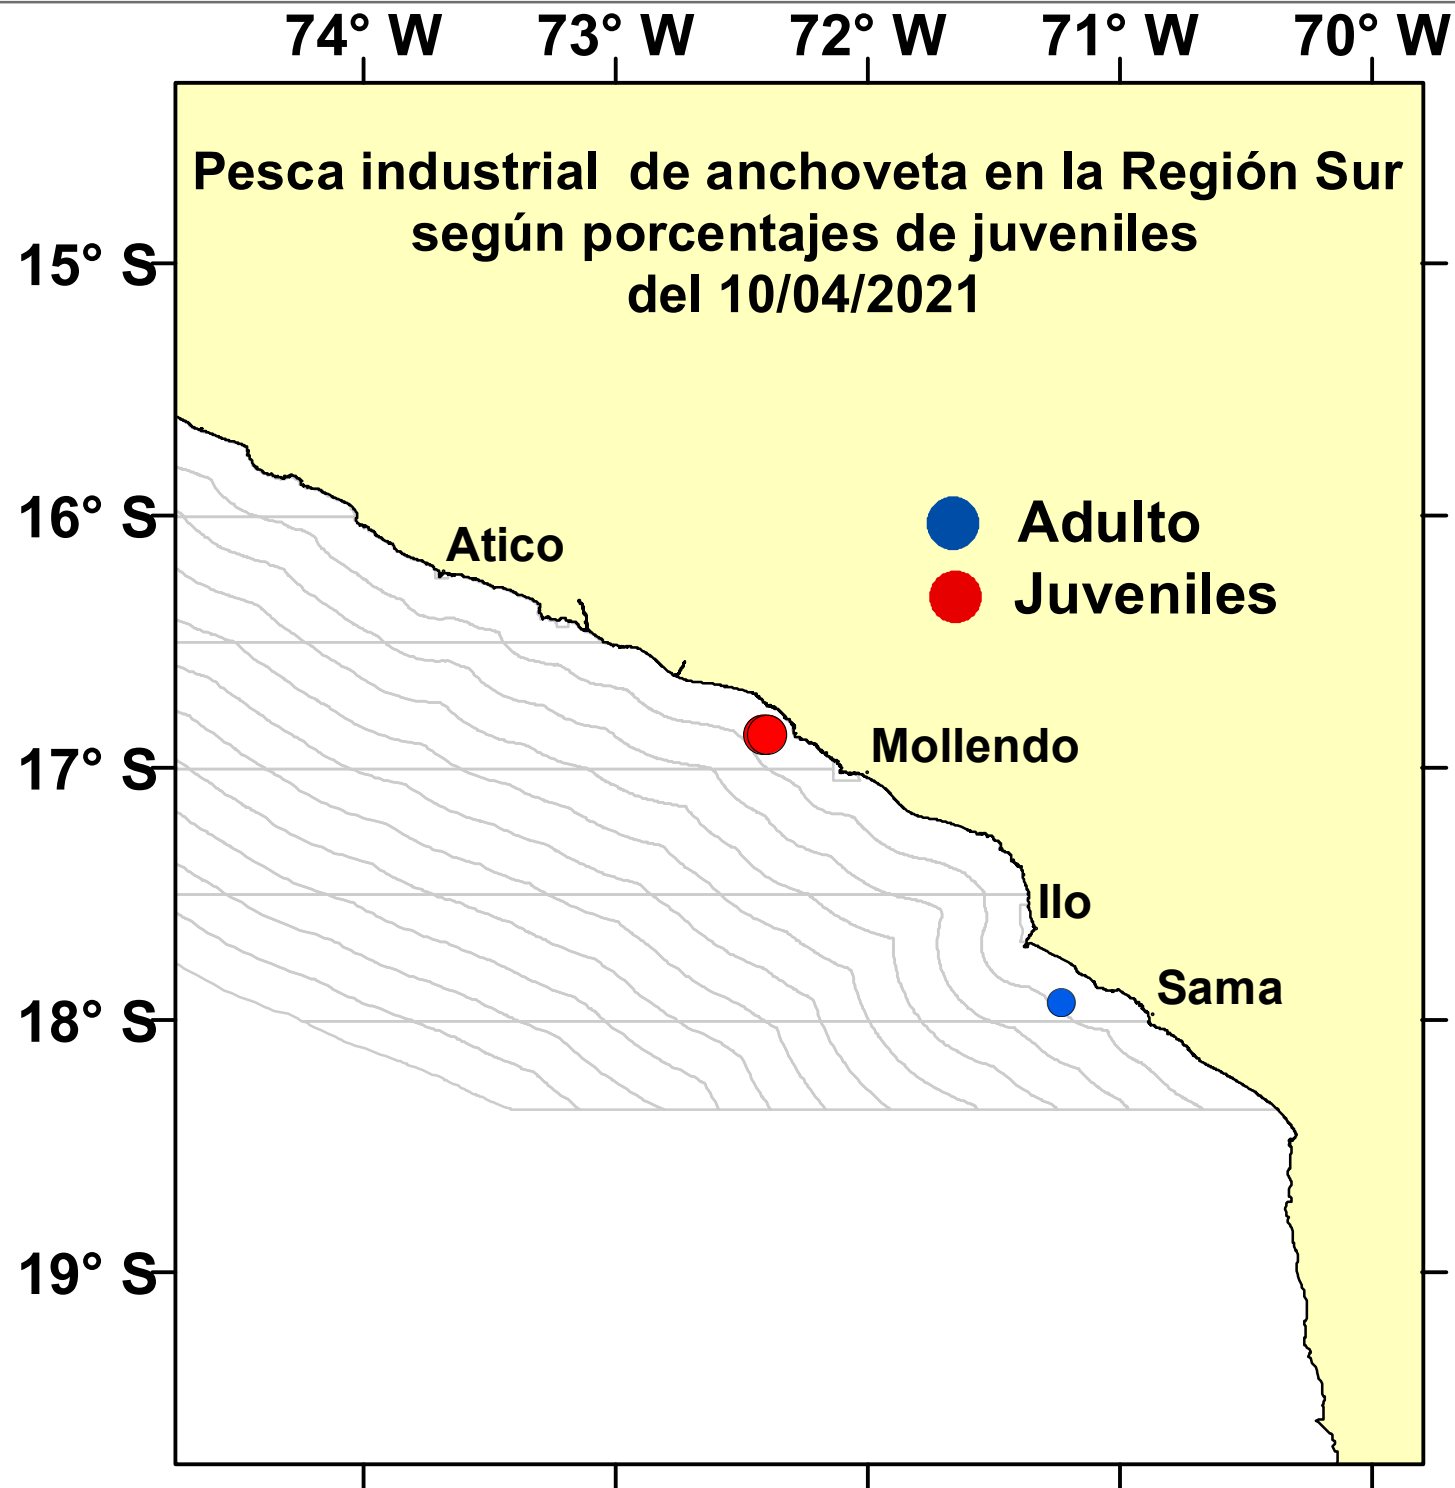 74° W 73° W 72° W 71° W 70° W
Pesca industrial de anchoveta en la Región Sur
según porcentajes de juveniles
del 10/04/2021
15° S
16° S
Atico
Adulto
Juveniles
17° S
Mollendo
Ilo
Sama
18° S
19° S